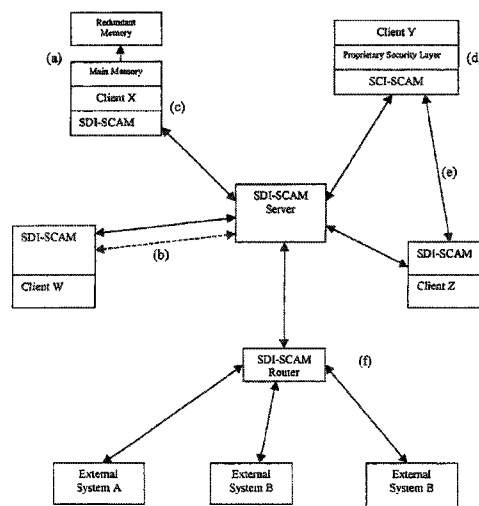 Redundant
Memory
(a)
Main Memory
Client X
SDI-SCAM
(c)
Client Y
Proprietary Security Layer
SCI-SCAM
(d)
(e)
SDI-SCAM
Server
SDI-SCAM
Client W
(b)
SDI-SCAM
Client Z
SDI-SCAM
Router
(f)
External
System A
External
System B
External
System B